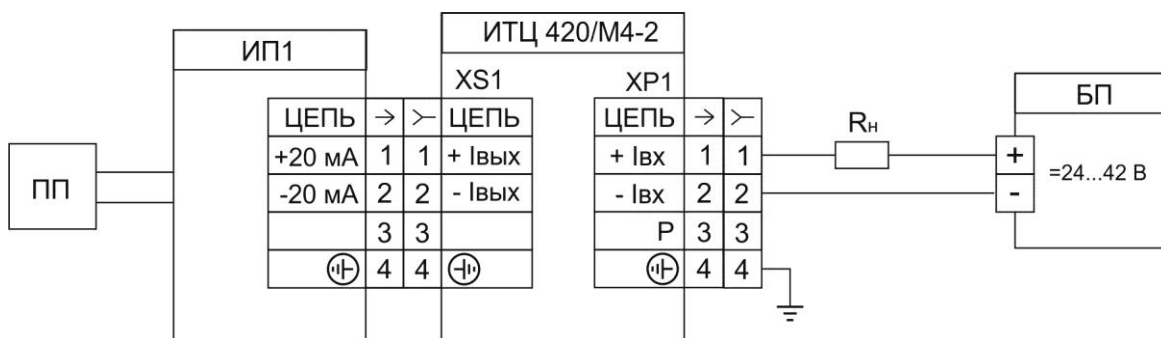 ИТЦ 420/М4-2
ИП1
XS1
XP1
БП
ЦЕПЬ → >– ЦЕПЬ
ЦЕПЬ → >–
Rн
+20 мА 1 1 + Iвых
+ Iвх 1 1
+
=24...42 В
ПП
-20 мА 2 2 - Iвых
- Iвх 2 2
-
3 3
P 3 3
4 4
4 4